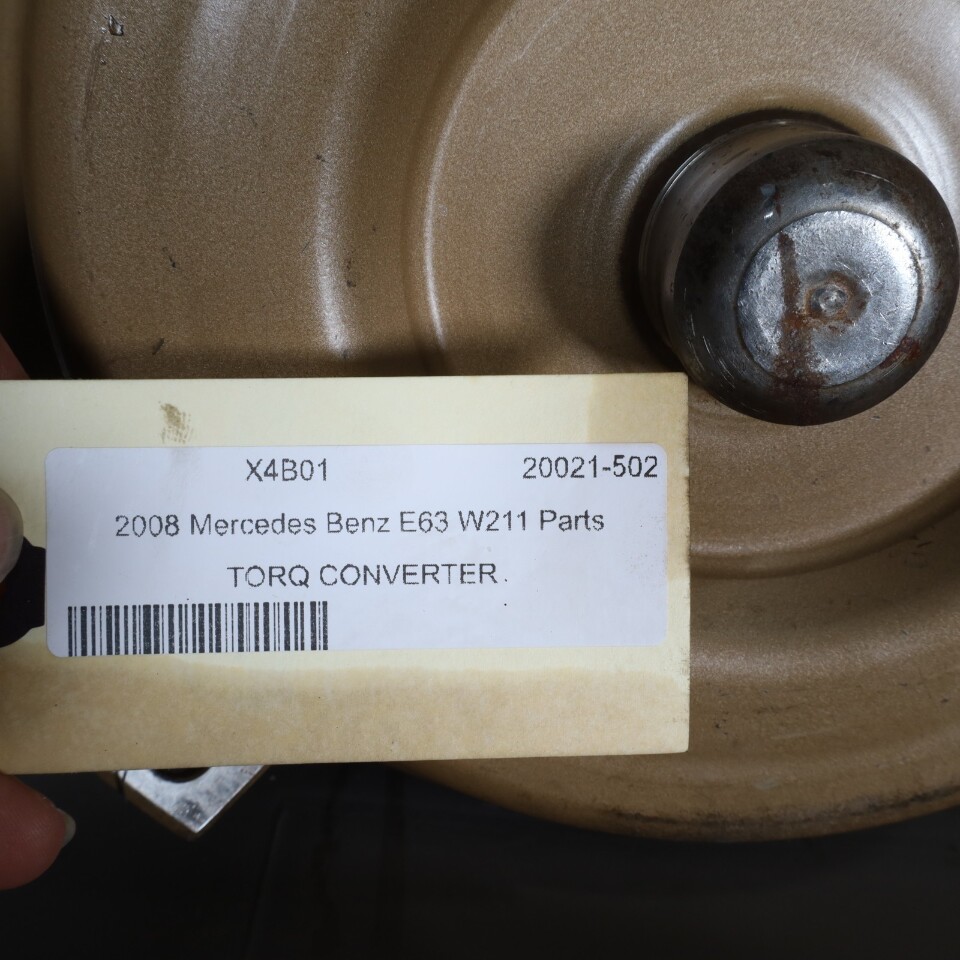 X4B01 20021-502
2008 Mercedes Benz E63 W211 Parts
TORQ CONVERTER.